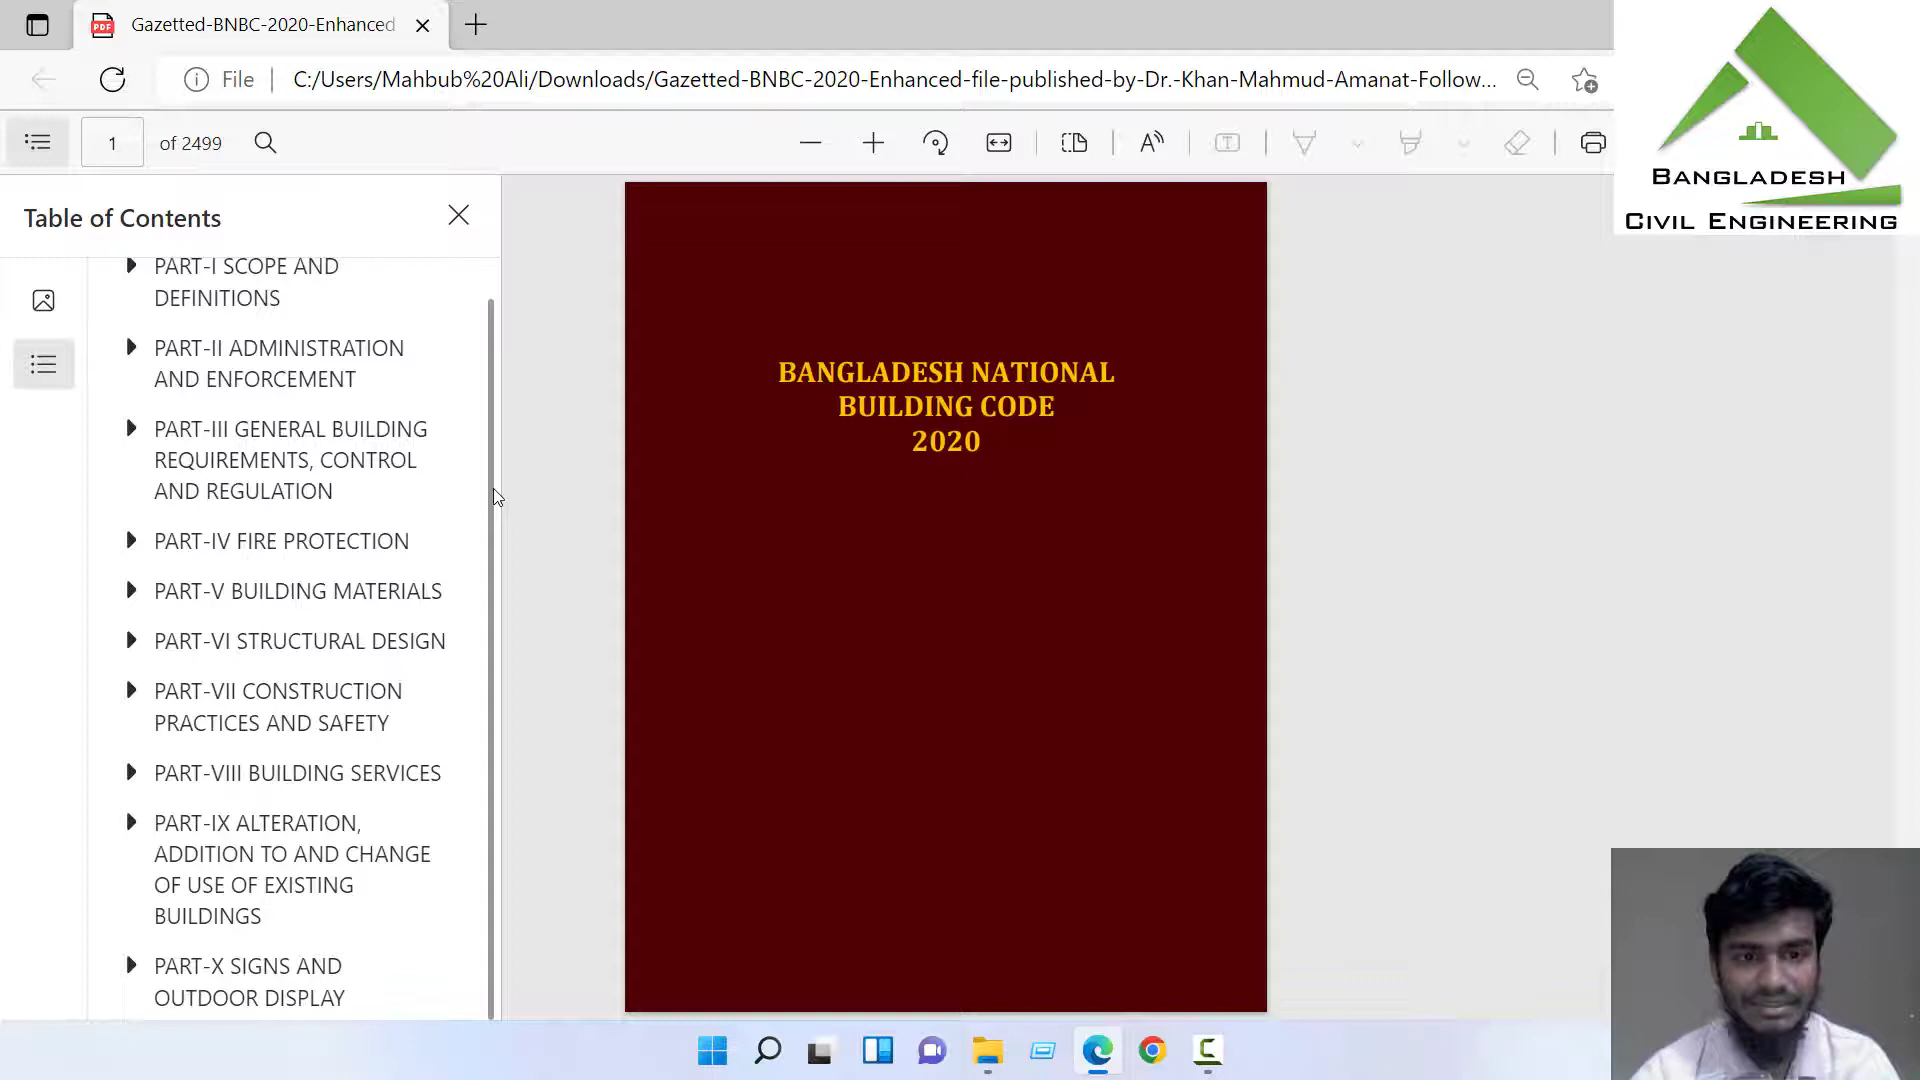 Gazetted-BNBC-2020-Enhanced
File
C:/Users/Mahbub%20Ali/Downloads/Gazetted-BNBC-2020-Enhanced-file-published-by-Dr.-Khan-Mahmud-Amanat-Follow...
1 of 2499
BANGLADESH
CIVIL ENGINEERING
Table of Contents
PART-I SCOPE AND
DEFINITIONS
PART-II ADMINISTRATION
AND ENFORCEMENT
PART-III GENERAL BUILDING
REQUIREMENTS, CONTROL
AND REGULATION
PART-IV FIRE PROTECTION
PART-V BUILDING MATERIALS
PART-VI STRUCTURAL DESIGN
PART-VII CONSTRUCTION
PRACTICES AND SAFETY
PART-VIII BUILDING SERVICES
PART-IX ALTERATION,
ADDITION TO AND CHANGE
OF USE OF EXISTING
BUILDINGS
PART-X SIGNS AND
OUTDOOR DISPLAY
BANGLADESH NATIONAL
BUILDING CODE
2020